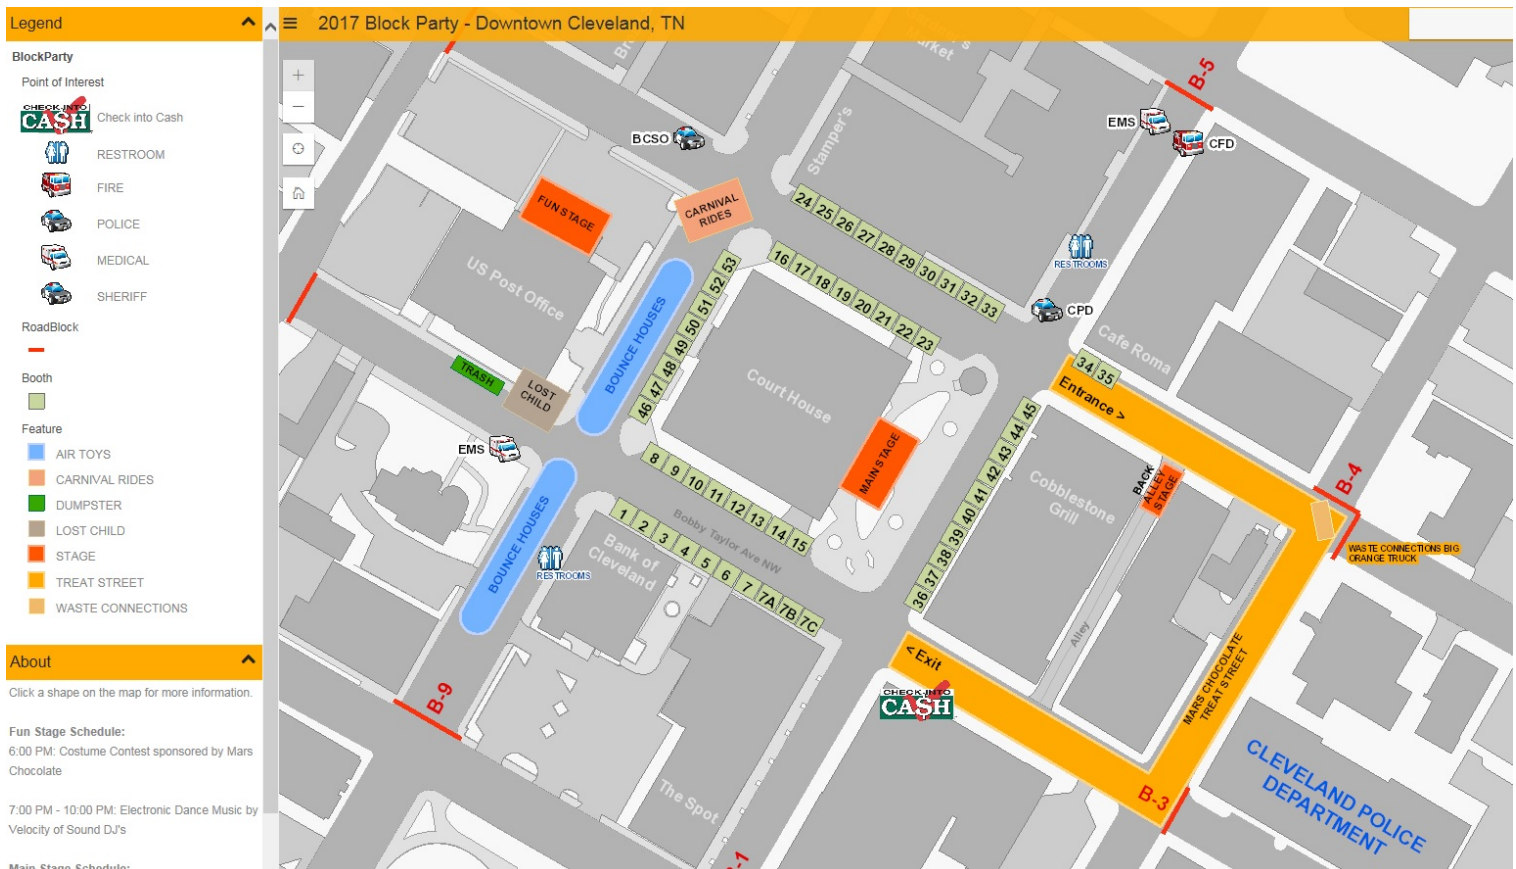 Legend
BlockParty
Point of Interest
CHECK INTO
CA$H
Check into Cash
RESTROOM
FIRE
POLICE
MEDICAL
SHERIFF
RoadBlock
Booth
Feature
AIR TOYS
CARNIVAL RIDES
DUMPSTER
LOST CHILD
STAGE
TREAT STREET
WASTE CONNECTIONS
About
Click a shape on the map for more information.
Fun Stage Schedule:
6:00 PM: Costume Contest sponsored by Mars
Chocolate
7:00 PM - 10:00 PM: Electronic Dance Music by
Velocity of Sound DJ's
Main Stage Schedule:
2017 Block Party - Downtown Cleveland, TN
Market
B-5
EMS
CFD
BCSO
Stamper's
FUN STAGE
CARNIVAL
RIDES
24 25 26 27 28 29 30 31 32 33
RESTROOMS
CPD
US Post Office
16 17 18 19 20 21 22 23
53
52
51
50
49
48
47
46
BOUNCE HOUSES
Court House
Cafe Roma
34 35
Entrance >
TRASH
LOST
CHILD
EMS
MAIN STAGE
45
44
43
42
41
40
39
38
37
36
8 9 10 11 12 13 14 15
Bobby Taylor Ave NW
Cobblestone
Grill
BACK
ALLEY
STAGE
B-4
WASTE CONNECTIONS BIG
ORANGE TRUCK
BOUNCE HOUSES
RESTROOMS
1 2 3 4 5 6 7 7A 7B 7C
Bank of
Cleveland
Alley
< Exit
CHECK INTO
CA$H
MARS CHOCOLATE
TREAT STREET
B-9
The Spot
B-3
CLEVELAND POLICE
DEPARTMENT